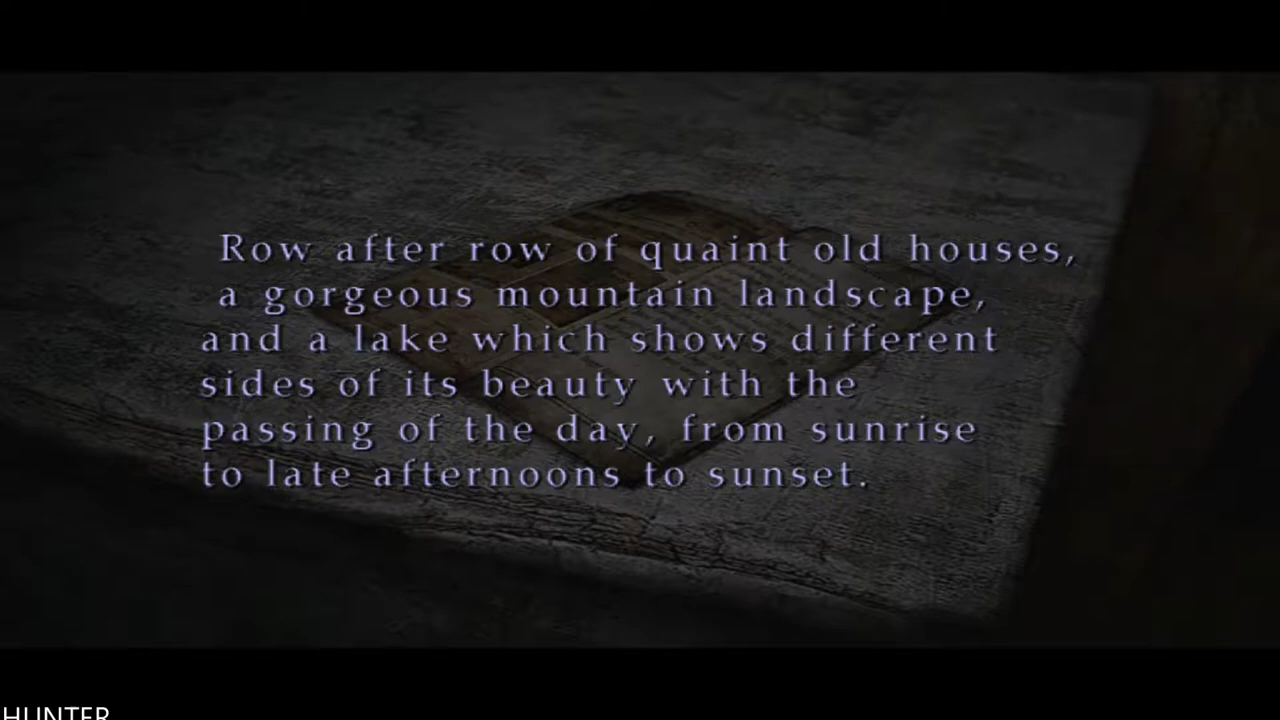 Row after row of quaint old houses,
a gorgeous mountain landscape,
and a lake which shows different
sides of its beauty with the
passing of the day, from sunrise
to late afternoons to sunset.
HUNTER